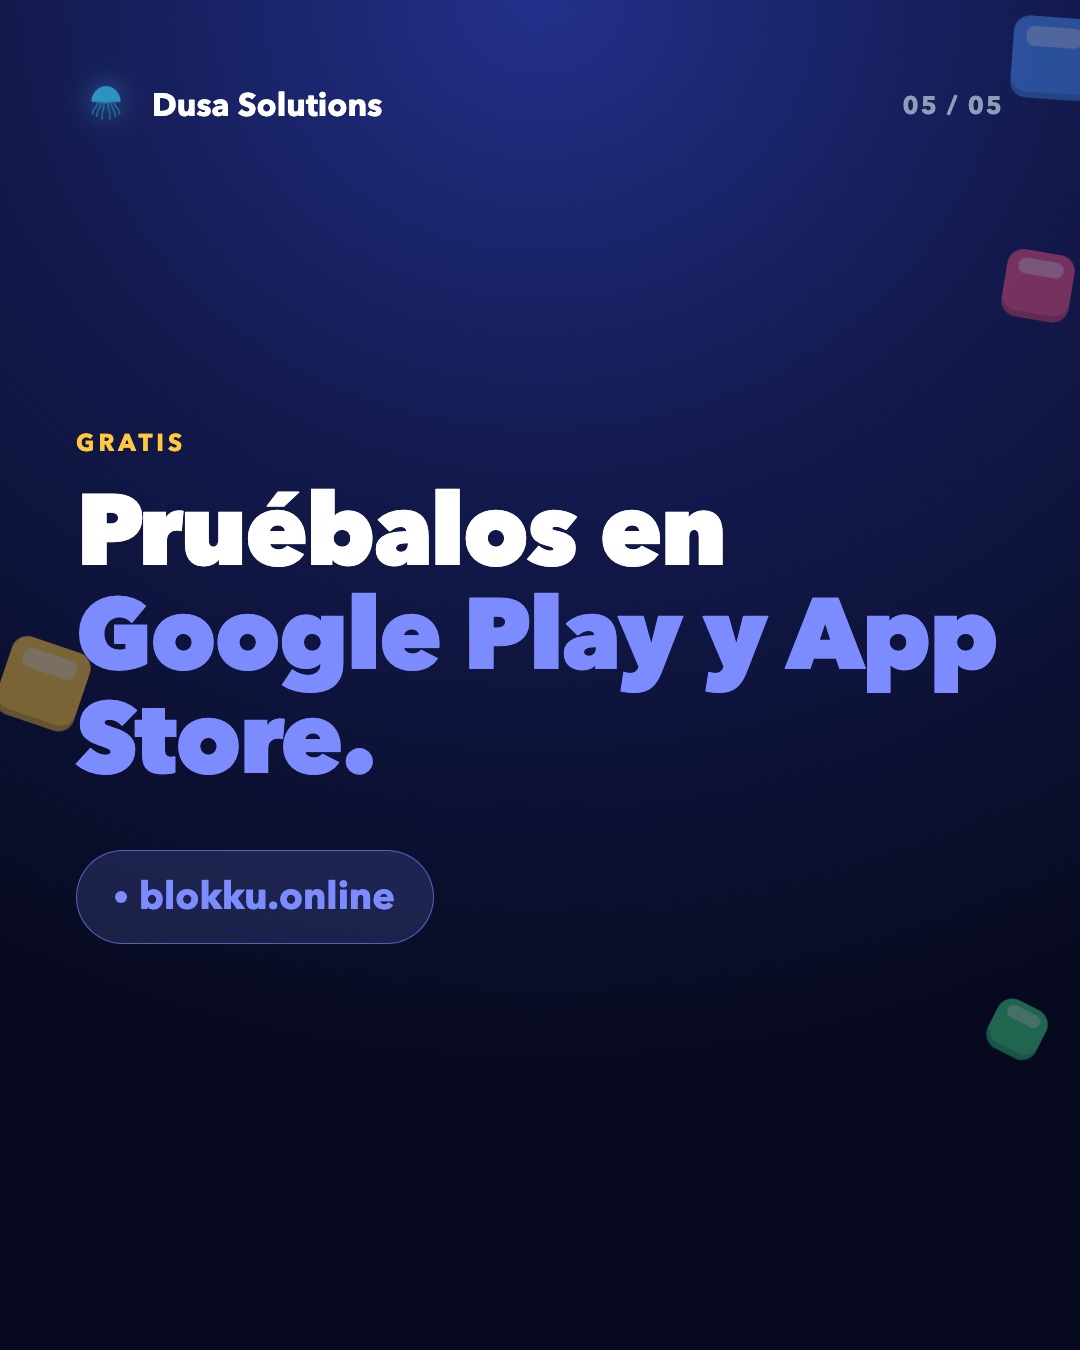 Dusa Solutions
05 / 05
GRATIS
Pruébalos en
Google Play y App
Store.
• blokku.online